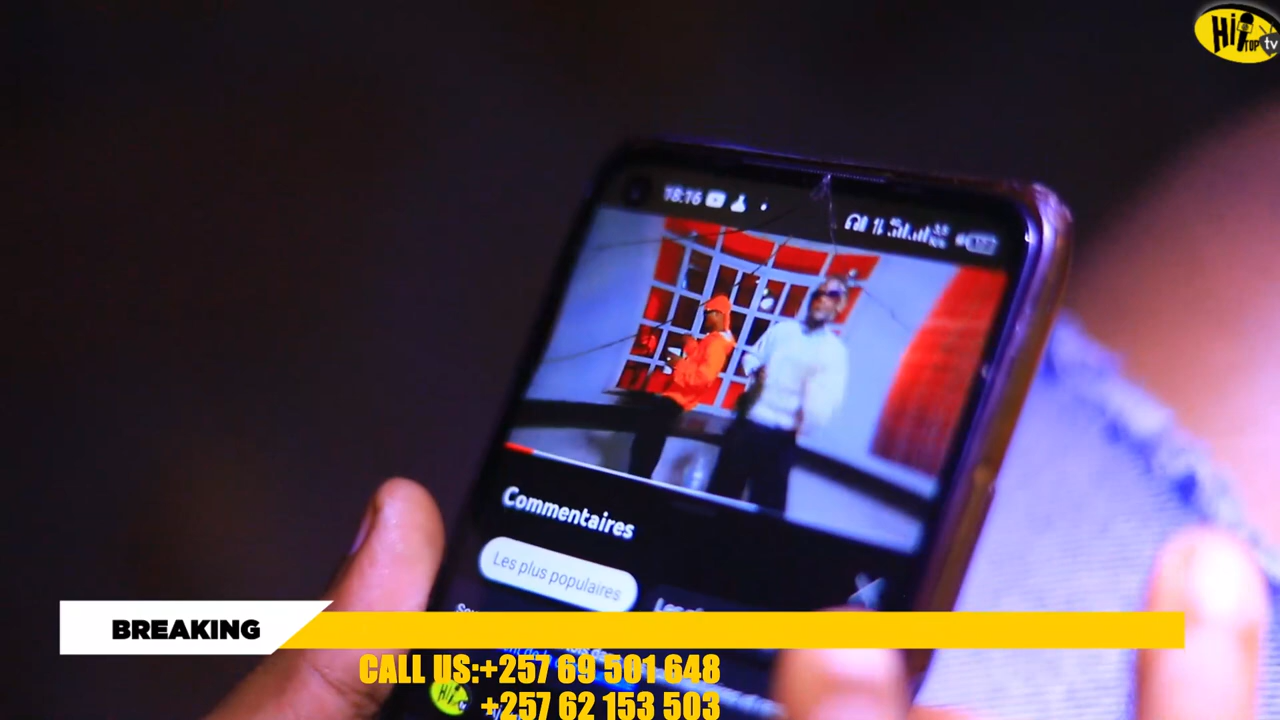 Hi
TOP tv
18:16
Commentaires
Les plus populaires
BREAKING
CALL US:+257 69 501 648
+257 62 153 503